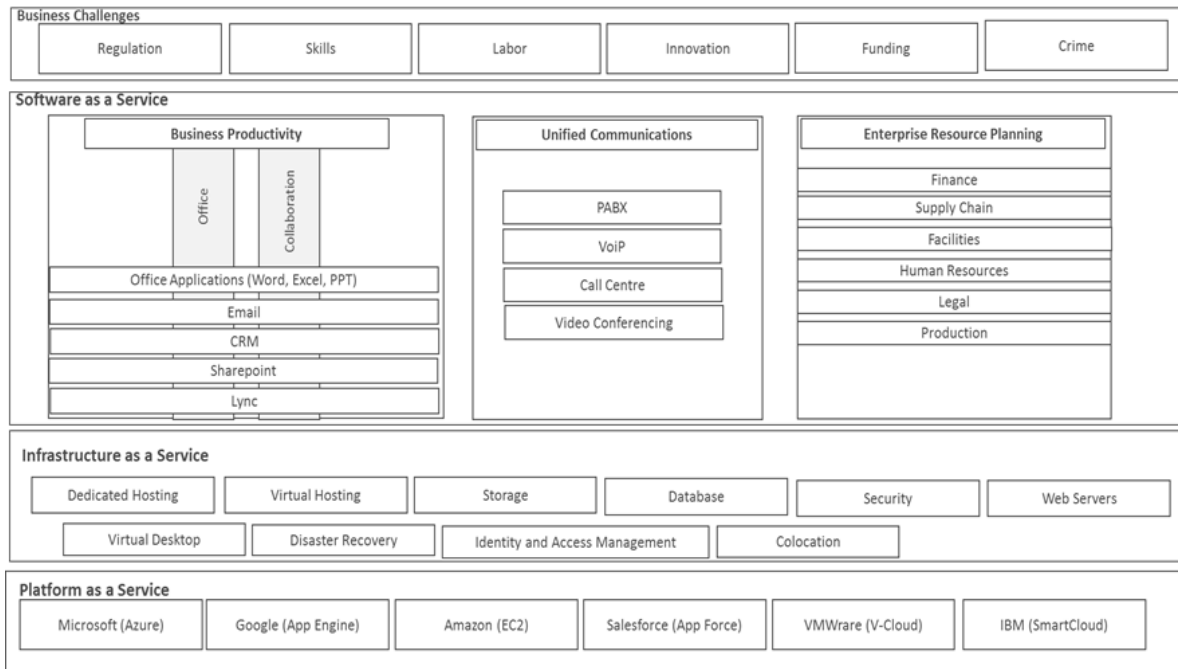 Business Challenges
Regulation
Skills
Labor
Innovation
Funding
Crime
Software as a Service
Business Productivity
Office
Collaboration
Office Applications (Word, Excel, PPT)
Email
CRM
Sharepoint
Lync
Unified Communications
PABX
VoiP
Call Centre
Video Conferencing
Enterprise Resource Planning
Finance
Supply Chain
Facilities
Human Resources
Legal
Production
Infrastructure as a Service
Dedicated Hosting
Virtual Hosting
Storage
Database
Security
Web Servers
Virtual Desktop
Disaster Recovery
Identity and Access Management
Colocation
Platform as a Service
Microsoft (Azure)
Google (App Engine)
Amazon (EC2)
Salesforce (App Force)
VMWrare (V-Cloud)
IBM (SmartCloud)